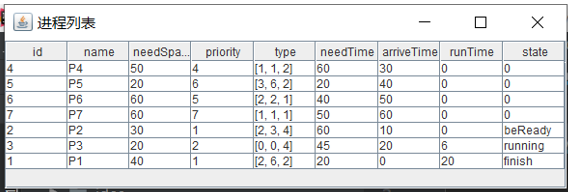 进程列表
id name needSpa... priority type needTime arriveTime runTime state
4 P4 50 4 [1, 1, 2] 60 30 0 0
5 P5 20 6 [3, 6, 2] 20 40 0 0
6 P6 60 5 [2, 2, 1] 40 50 0 0
7 P7 60 7 [1, 1, 1] 50 60 0 0
2 P2 30 1 [2, 3, 4] 60 10 0 beReady
3 P3 20 2 [0, 0, 4] 45 20 6 running
1 P1 40 1 [2, 6, 2] 20 0 20 finish